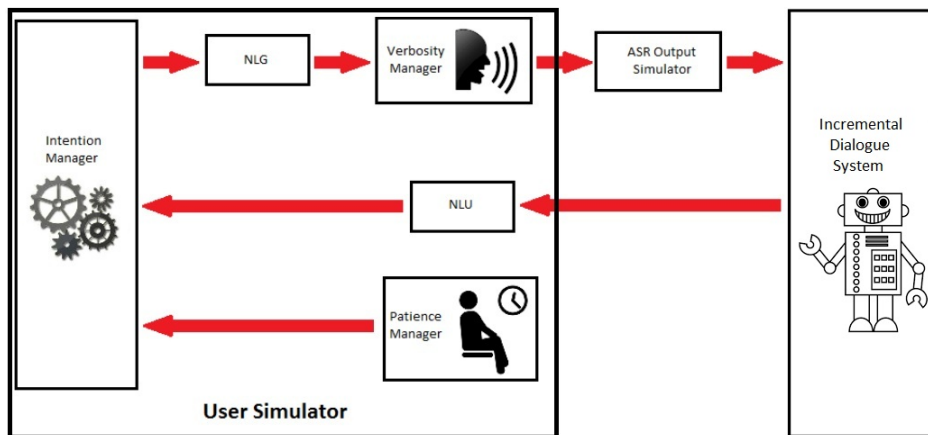 NLG
Verbosity
Manager
ASR Output
Simulator
Intention
Manager
Incremental
Dialogue
System
NLU
Patience
Manager
User Simulator